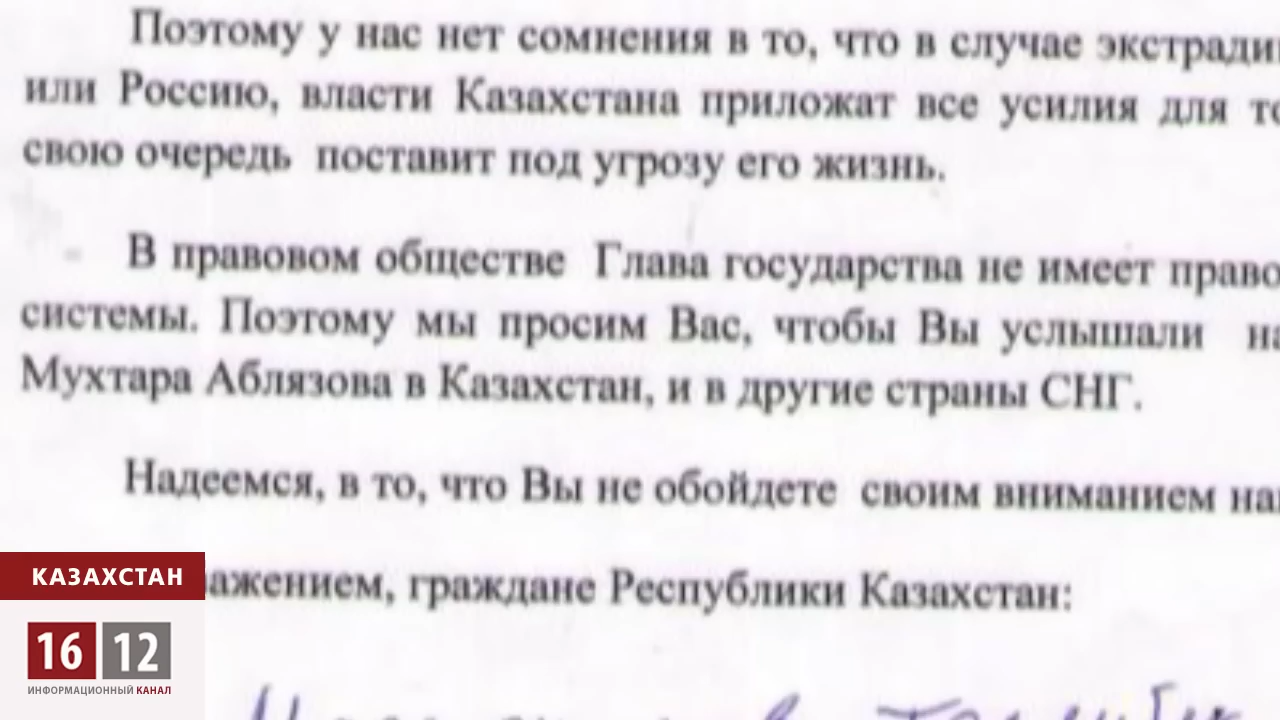 Поэтому у нас нет сомнения в то, что в случае экстради
или Россию, власти Казахстана приложат все усилия для то
свою очередь поставит под угрозу его жизнь.
В правовом обществе Глава государства не имеет право
системы. Поэтому мы просим Вас, чтобы Вы услышали на
Мухтара Аблязова в Казахстан, и в другие страны СНГ.
Надеемся, в то, что Вы не обойдете своим вниманием на
ажением, граждане Республики Казахстан:
КАЗАХСТАН
16 12
ИНФОРМАЦИОННЫЙ КАНАЛ